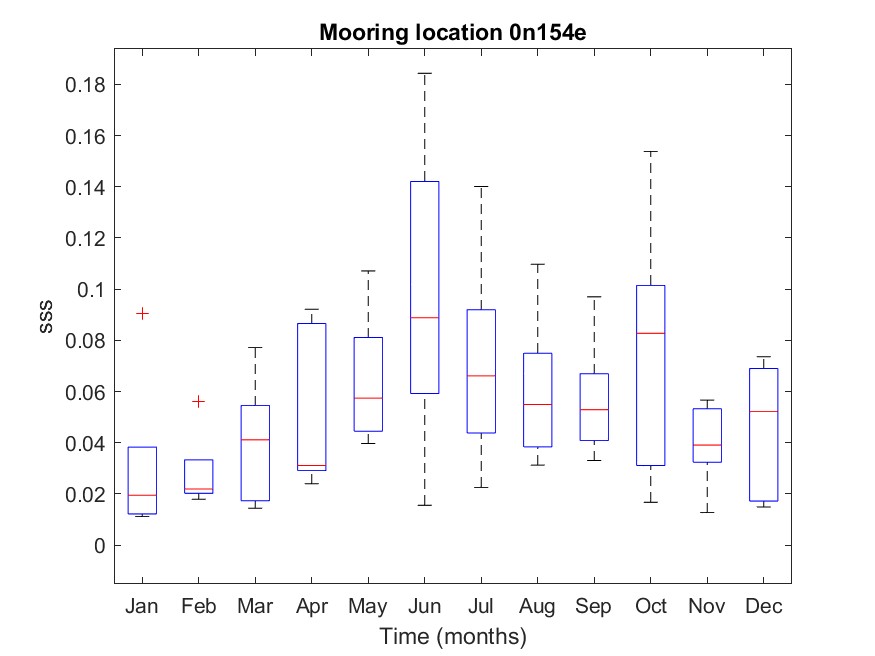 Mooring location 0n154e
0.18
0.16
0.14
0.12
0.1
0.08
0.06
0.04
0.02
0
sss
Jan Feb Mar Apr May Jun Jul Aug Sep Oct Nov Dec
Time (months)